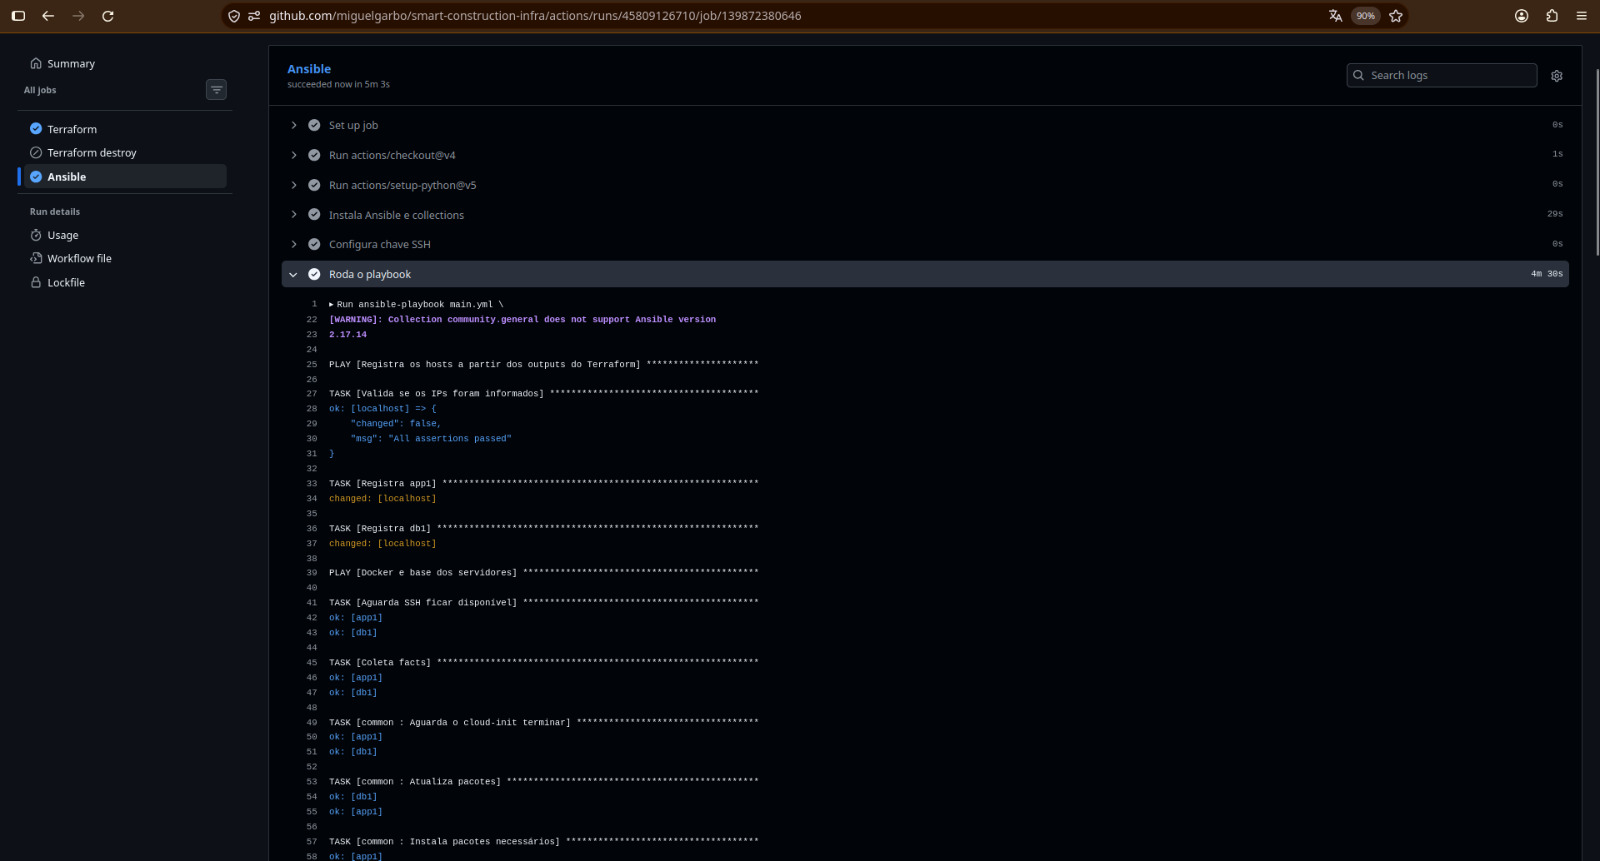 github.com/miguelgarbo/smart-construction-infra/actions/runs/45809126710/job/139872380646
90%
Summary
All jobs
Terraform
Terraform destroy
Ansible
Run details
Usage
Workflow file
Lockfile
Ansible
succeeded now in 5m 3s
Search logs
Set up job 0s
Run actions/checkout@v4 1s
Run actions/setup-python@v5 0s
Instala Ansible e collections 29s
Configura chave SSH 0s
Roda o playbook 4m 30s
1 ▸ Run ansible-playbook main.yml \
22 [WARNING]: Collection community.general does not support Ansible version
23 2.17.14
24
25 PLAY [Registra os hosts a partir dos outputs do Terraform] *********************
26
27 TASK [Valida se os IPs foram informados] ***************************************
28 ok: [localhost] => {
29 "changed": false,
30 "msg": "All assertions passed"
31 }
32
33 TASK [Registra app1] ***********************************************************
34 changed: [localhost]
35
36 TASK [Registra db1] ************************************************************
37 changed: [localhost]
38
39 PLAY [Docker e base dos servidores] ********************************************
40
41 TASK [Aguarda SSH ficar disponível] ********************************************
42 ok: [app1]
43 ok: [db1]
44
45 TASK [Coleta facts] ************************************************************
46 ok: [app1]
47 ok: [db1]
48
49 TASK [common : Aguarda o cloud-init terminar] **********************************
50 ok: [app1]
51 ok: [db1]
52
53 TASK [common : Atualiza pacotes] ***********************************************
54 ok: [db1]
55 ok: [app1]
56
57 TASK [common : Instala pacotes necessários] ************************************
58 ok: [app1]